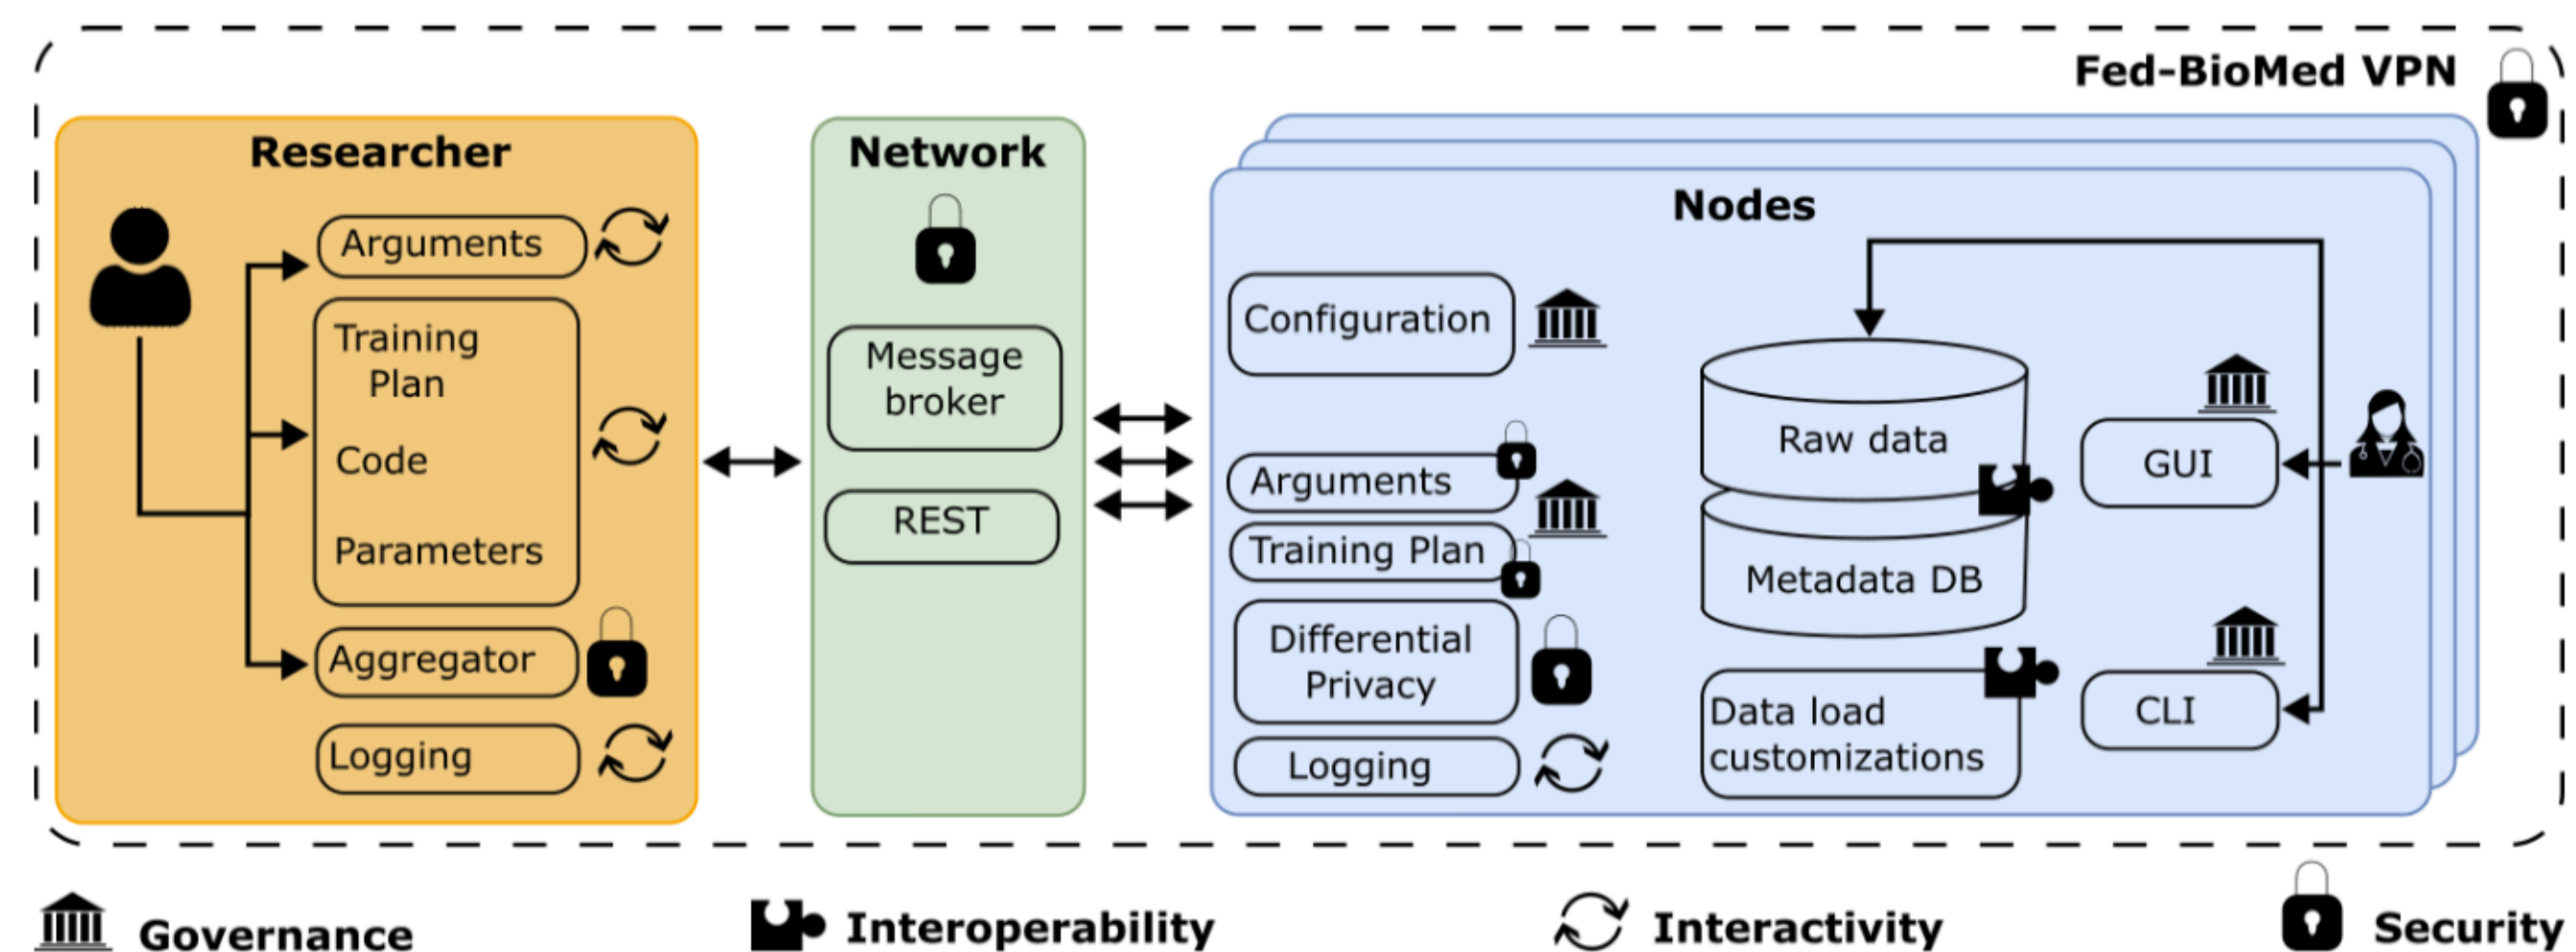 Fed-BioMed VPN
Researcher
Arguments
Training
Plan
Code
Parameters
Aggregator
Logging
Network
Message
broker
REST
Nodes
Configuration
Arguments
Training Plan
Differential
Privacy
Logging
Raw data
Metadata DB
Data load
customizations
GUI
CLI
Governance
Interoperability
Interactivity
Security